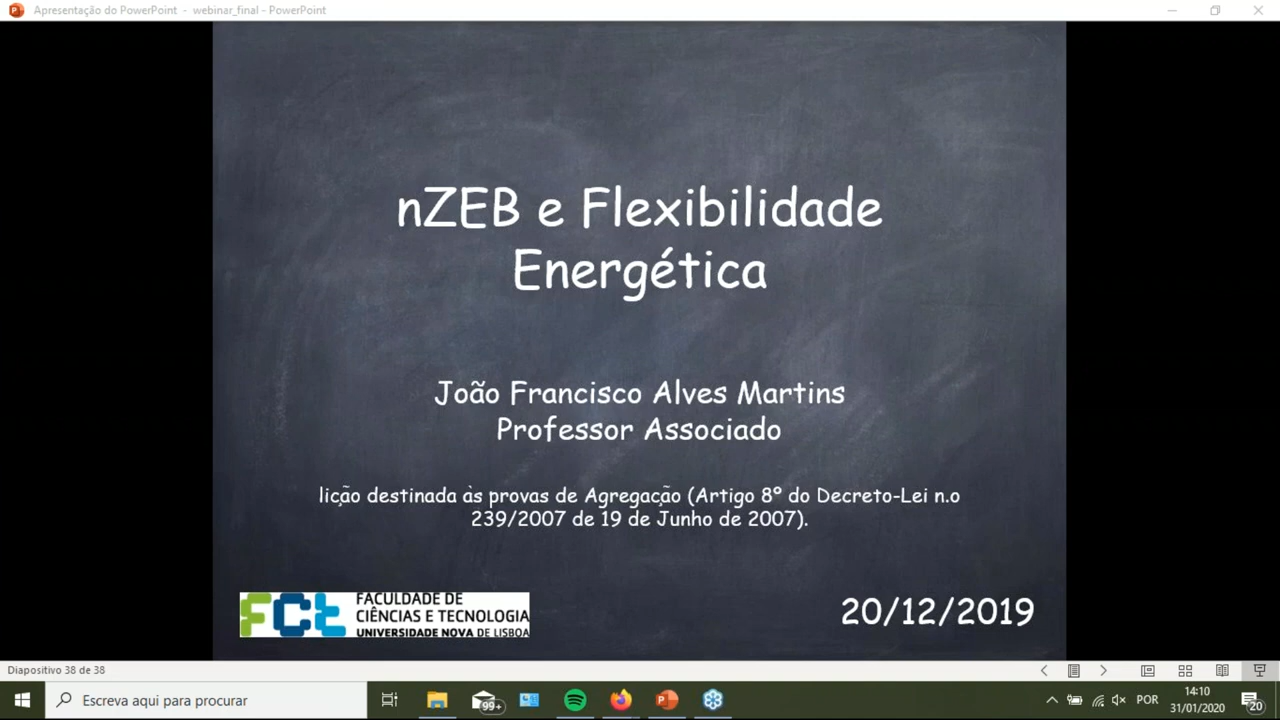 Apresentação do PowerPoint - webinar_final - PowerPoint
nZEB e Flexibilidade
Energética
João Francisco Alves Martins
Professor Associado
lição destinada às provas de Agregação (Artigo 8º do Decreto-Lei n.o
239/2007 de 19 de Junho de 2007).
FCt
FACULDADE DE
CIÊNCIAS E TECNOLOGIA
UNIVERSIDADE NOVA DE LISBOA
20/12/2019
Diapositivo 38 de 38
Escreva aqui para procurar
99+
POR
14:10
31/01/2020
20